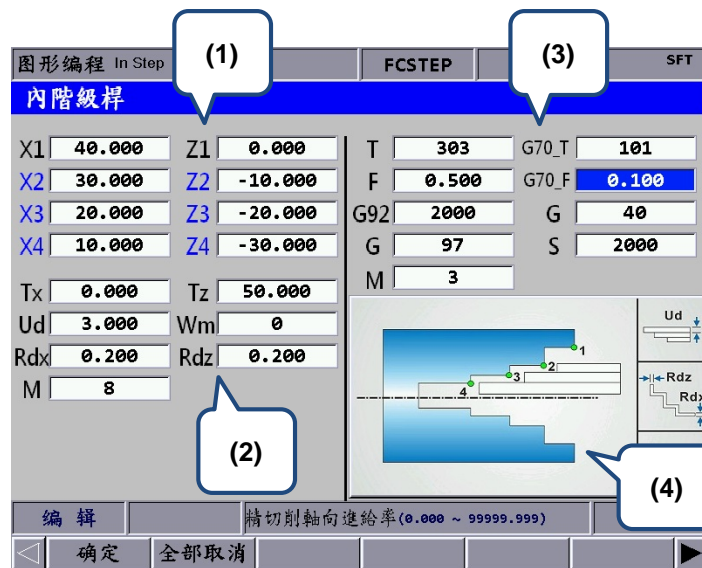 (1)
(3)
图形编程 In Step FCSTEP SFT
內階級桿
X1 40.000 Z1 0.000 T 303 G70_T 101
X2 30.000 Z2 -10.000 F 0.500 G70_F 0.100
X3 20.000 Z3 -20.000 G92 2000 G 40
X4 10.000 Z4 -30.000 G 97 S 2000
M 3
Tx 0.000 Tz 50.000
Ud 3.000 Wm 0
Rdx 0.200 Rdz 0.200
M 8
1
2
3
4
Ud
Rdz
Rdx
(2)
(4)
编 辑 精切削軸向進給率(0.000 ~ 99999.999)
确定 全部取消